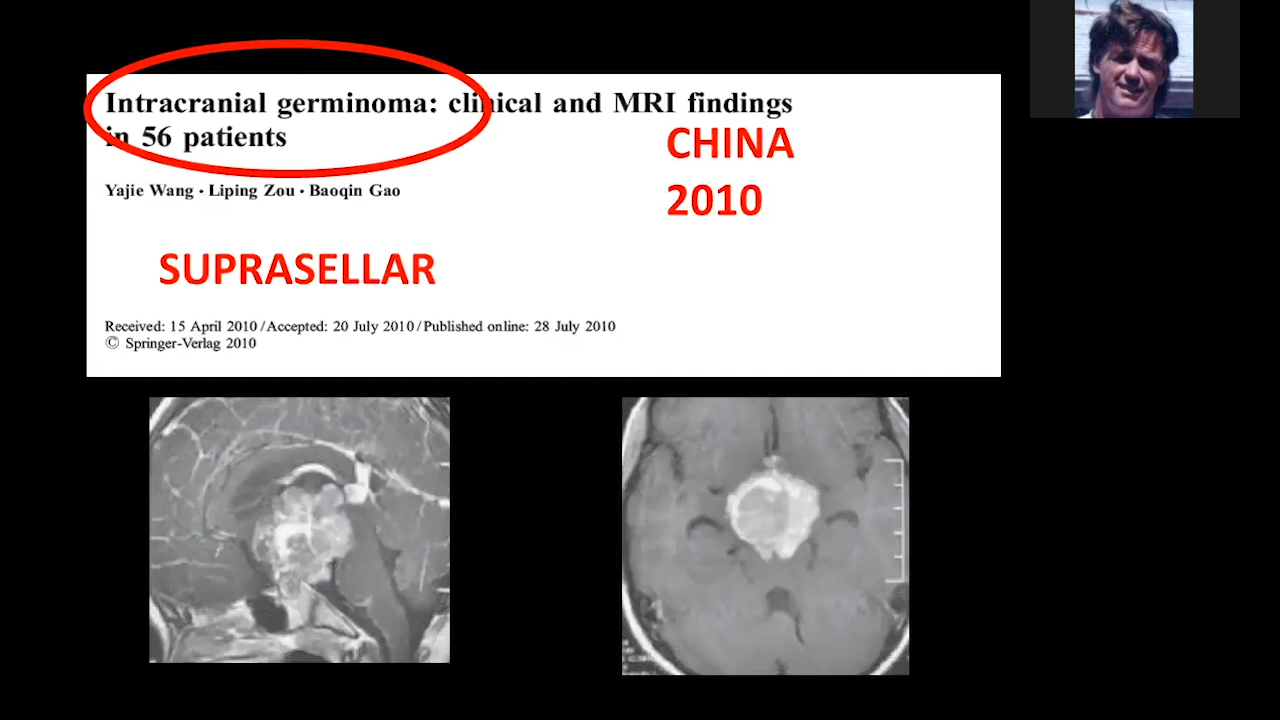 Intracranial germinoma: clinical and MRI findings
in 56 patients
CHINA
2010
Yajie Wang · Liping Zou · Baoqin Gao
SUPRASELLAR
Received: 15 April 2010 / Accepted: 20 July 2010 / Published online: 28 July 2010
© Springer-Verlag 2010